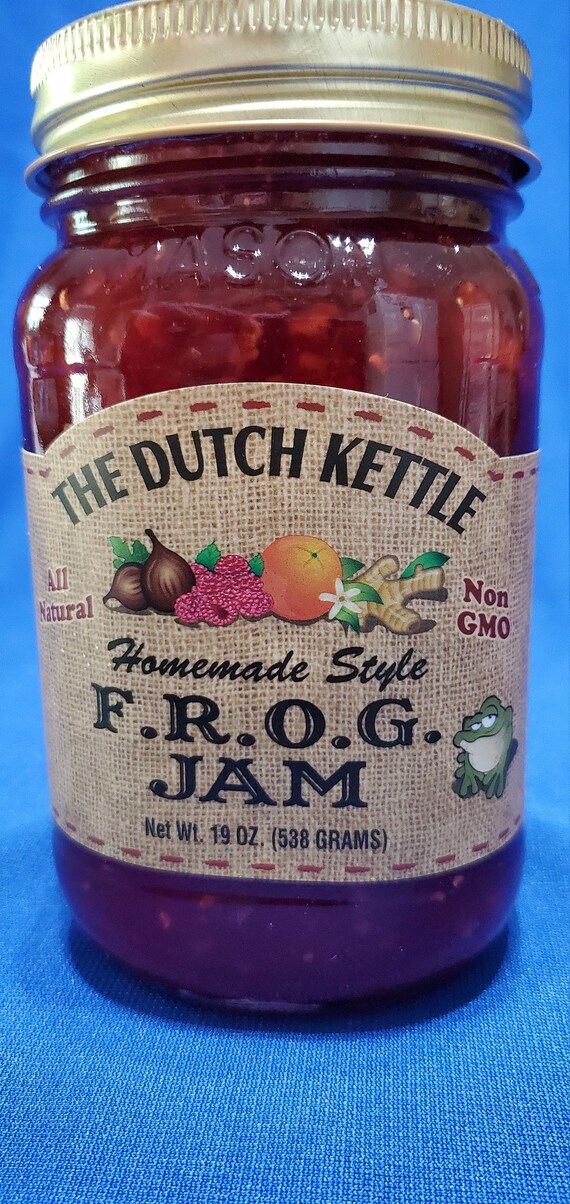 MASON
THE DUTCH KETTLE
All
Natural
Non
GMO
Homemade Style
F.R.O.G.
JAM
Net Wt. 19 OZ. (538 GRAMS)